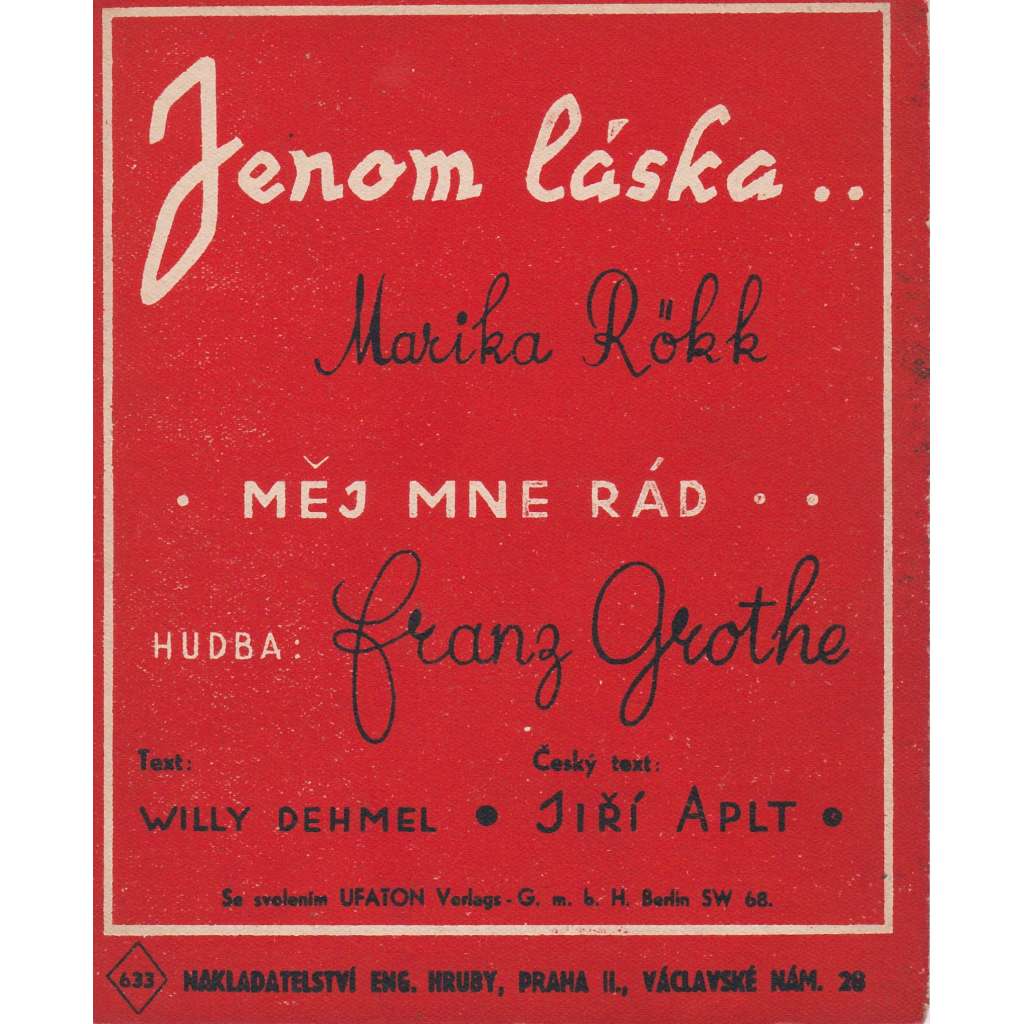 Jenom láska..
Marika Rökk
• MĚJ MNE RÁD • •
HUDBA: Franz Grothe
Text: Český text:
WILLY DEHMEL • JIŘÍ APLT •
Se svolením UFATON Verlags-G. m. b. H. Berlin SW 68.
633 NAKLADATELSTVÍ ENG. HRUBY, PRAHA II., VÁCLAVSKÉ NÁM. 28